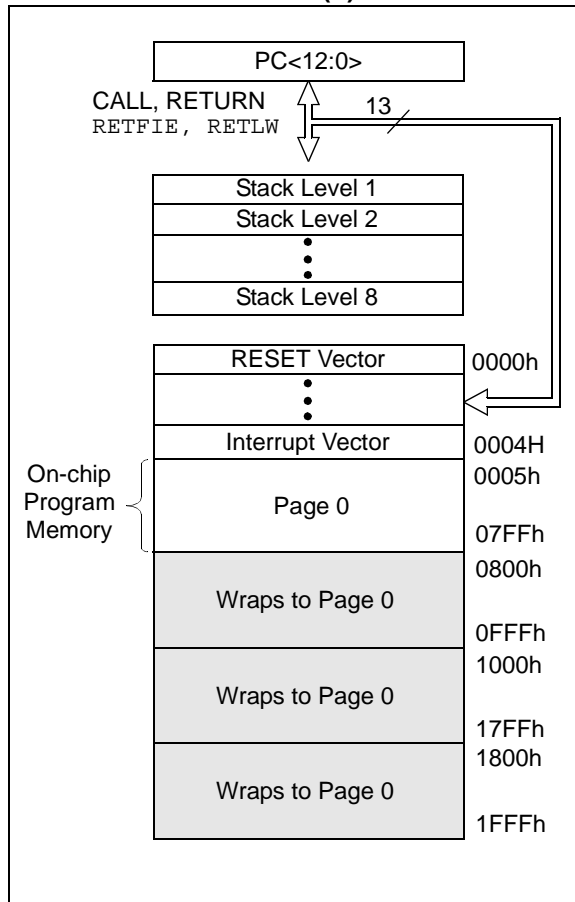 PC<12:0>
CALL, RETURN
RETFIE, RETLW
13
Stack Level 1
Stack Level 2
Stack Level 8
RESET Vector
0000h
Interrupt Vector
0004H
On-chip
Program
Memory
0005h
Page 0
07FFh
0800h
Wraps to Page 0
0FFFh
1000h
Wraps to Page 0
17FFh
1800h
Wraps to Page 0
1FFFh